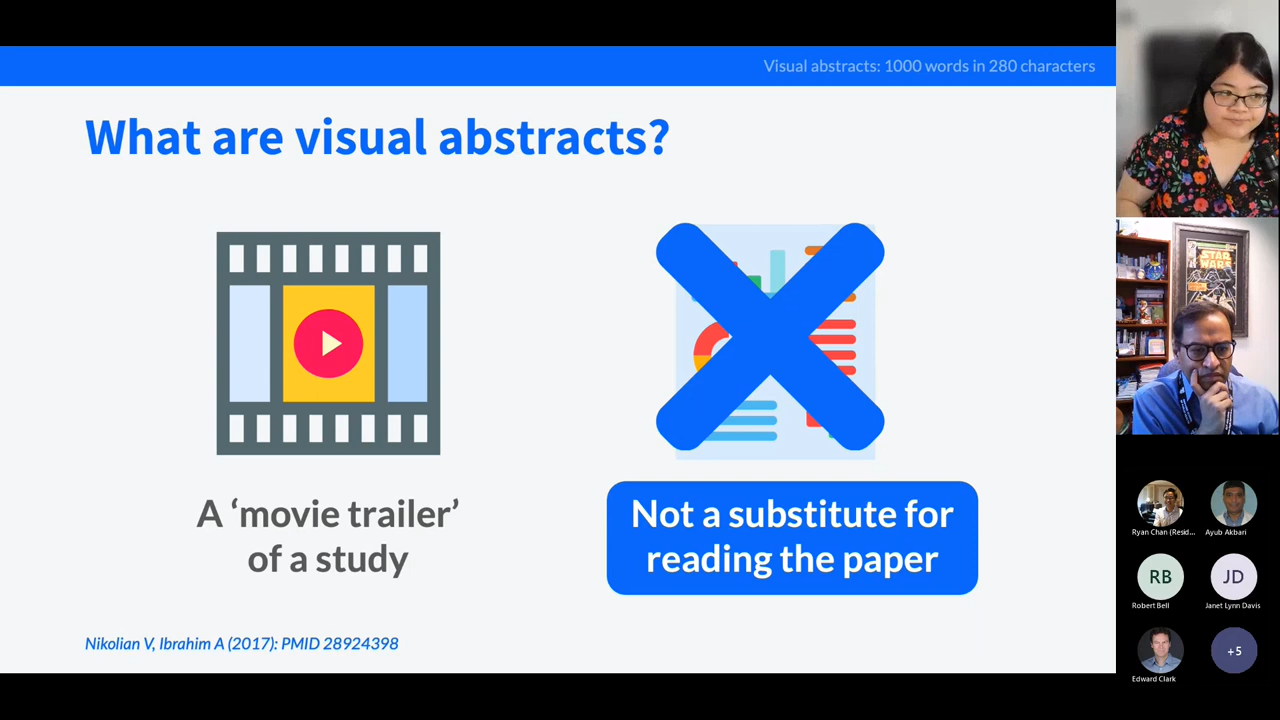 Visual abstracts: 1000 words in 280 characters
What are visual abstracts?
A ‘movie trailer’
of a study
Not a substitute for
reading the paper
Nikolian V, Ibrahim A (2017): PMID 28924398
STAR
WARS
Ryan Chan (Resid...
Ayub Akbari
RB
JD
Robert Bell
Janet Lynn Davis
+5
Edward Clark